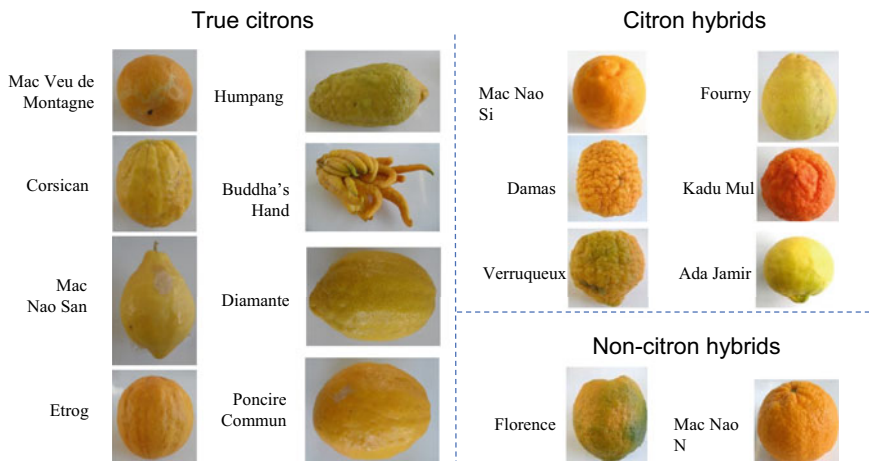 True citrons
Mac Veu de
Montagne
Humpang
Corsican
Buddha's
Hand
Mac
Nao San
Diamante
Etrog
Poncire
Commun
Citron hybrids
Mac Nao
Si
Fourny
Damas
Kadu Mul
Verruqueux
Ada Jamir
Non-citron hybrids
Florence
Mac Nao
N